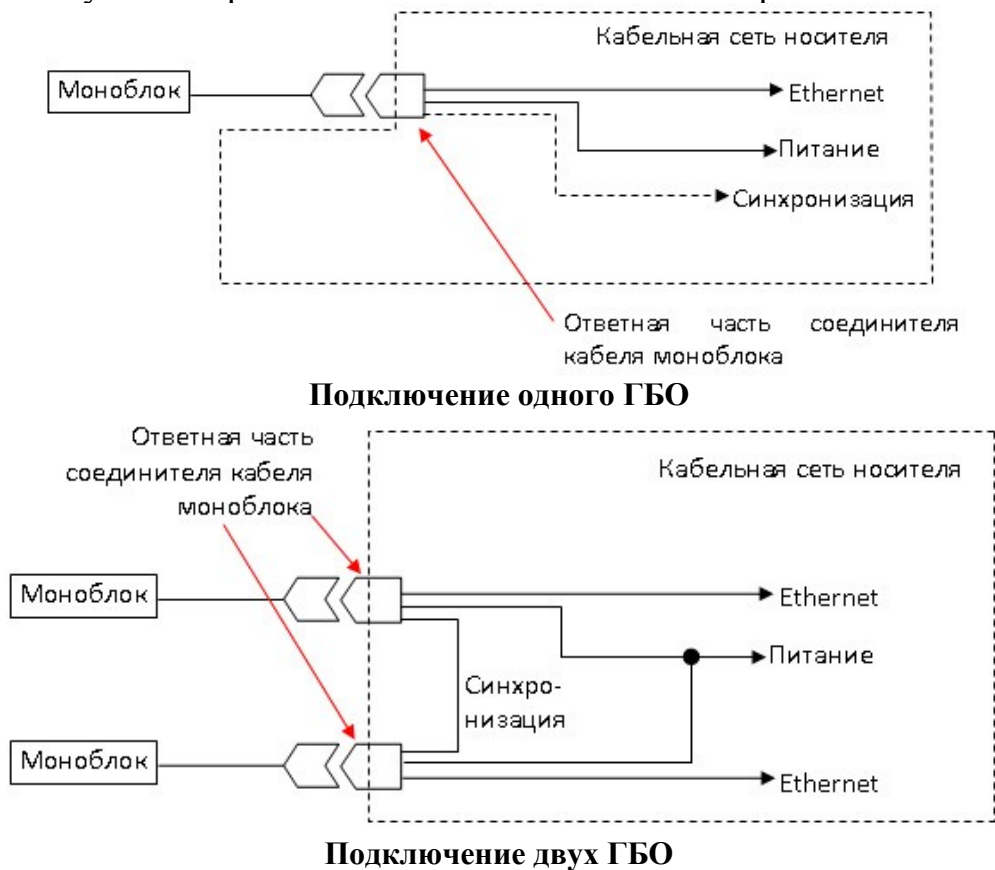 Кабельная сеть носителя
Моноблок
Ethernet
Питание
Синхронизация
Ответная часть соединителя
кабеля моноблока
Подключение одного ГБО
Ответная часть
соединителя кабеля
моноблока
Кабельная сеть носителя
Моноблок
Ethernet
Питание
Синхро-
низация
Моноблок
Ethernet
Подключение двух ГБО